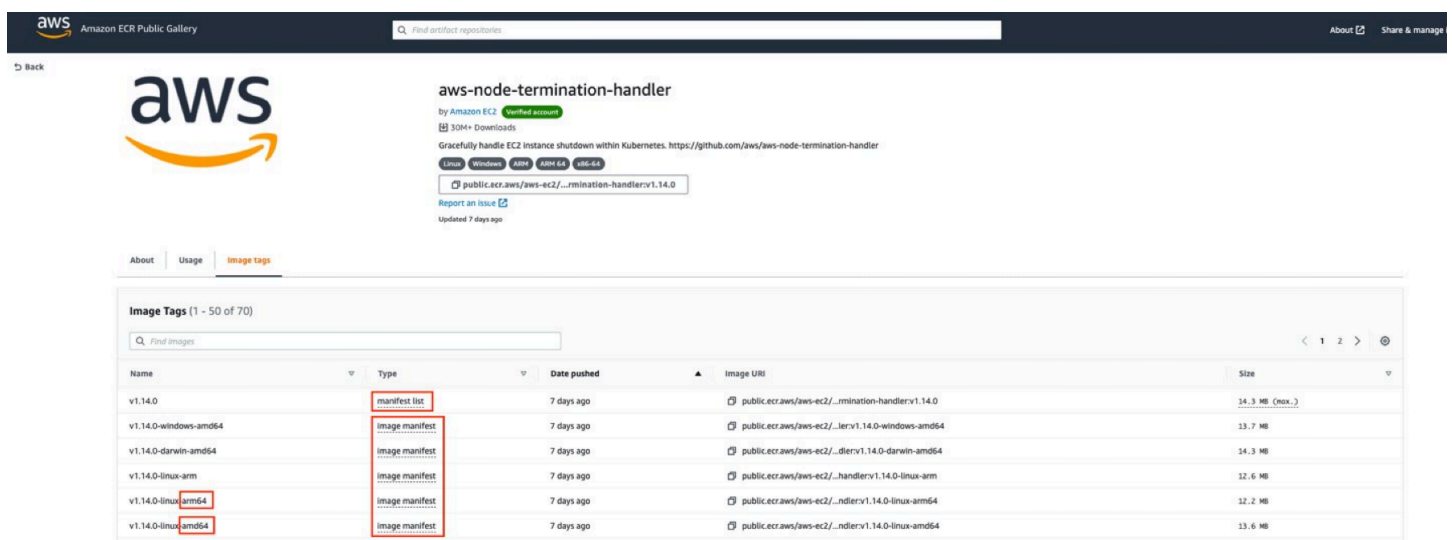 aws Amazon ECR Public Gallery Find artifact repositories About Share & manage
Back
aws
aws-node-termination-handler
by Amazon EC2 Verified account
30M+ Downloads
Gracefully handle EC2 instance shutdown within Kubernetes. https://github.com/aws/aws-node-termination-handler
Linux Windows ARM ARM 64 x86-64
public.ecr.aws/aws-ec2/...rmination-handler:v1.14.0
Report an issue
Updated 7 days ago
About Usage Image tags
Image Tags (1 - 50 of 70)
Find images < 1 2 >
Name Type Date pushed Image URI Size
v1.14.0 manifest list 7 days ago public.ecr.aws/aws-ec2/...rmination-handler:v1.14.0 14.3 MB (max.)
v1.14.0-windows-amd64 image manifest 7 days ago public.ecr.aws/aws-ec2/...ler:v1.14.0-windows-amd64 13.7 MB
v1.14.0-darwin-amd64 image manifest 7 days ago public.ecr.aws/aws-ec2/...dler:v1.14.0-darwin-amd64 14.3 MB
v1.14.0-linux-arm image manifest 7 days ago public.ecr.aws/aws-ec2/...handler:v1.14.0-linux-arm 12.6 MB
v1.14.0-linux-arm64 image manifest 7 days ago public.ecr.aws/aws-ec2/...ndler:v1.14.0-linux-arm64 12.2 MB
v1.14.0-linux-amd64 image manifest 7 days ago public.ecr.aws/aws-ec2/...ndler:v1.14.0-linux-amd64 13.6 MB